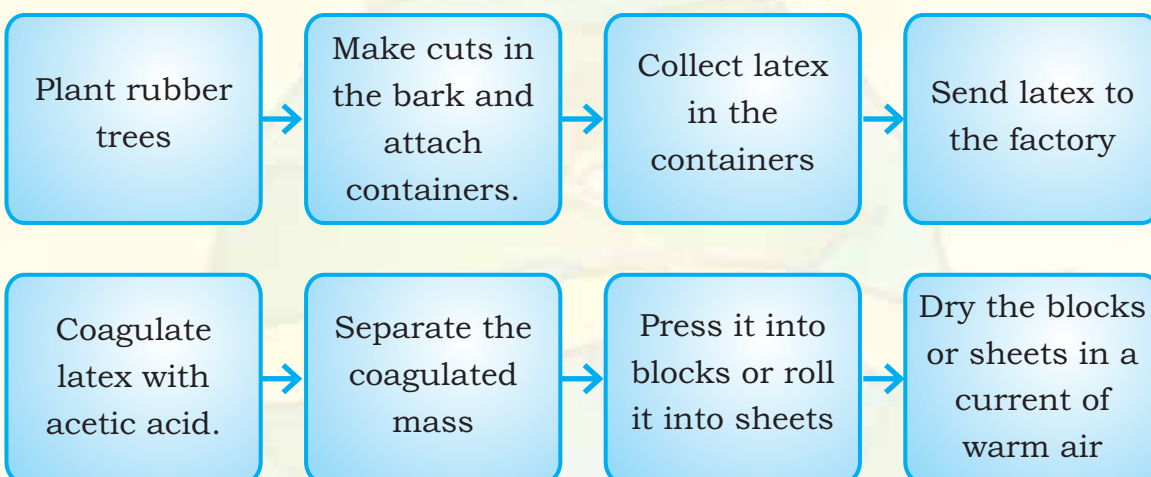 Plant rubber
trees
Make cuts in
the bark and
attach
containers.
Collect latex
in the
containers
Send latex to
the factory
Coagulate
latex with
acetic acid.
Separate the
coagulated
mass
Press it into
blocks or roll
it into sheets
Dry the blocks
or sheets in a
current of
warm air